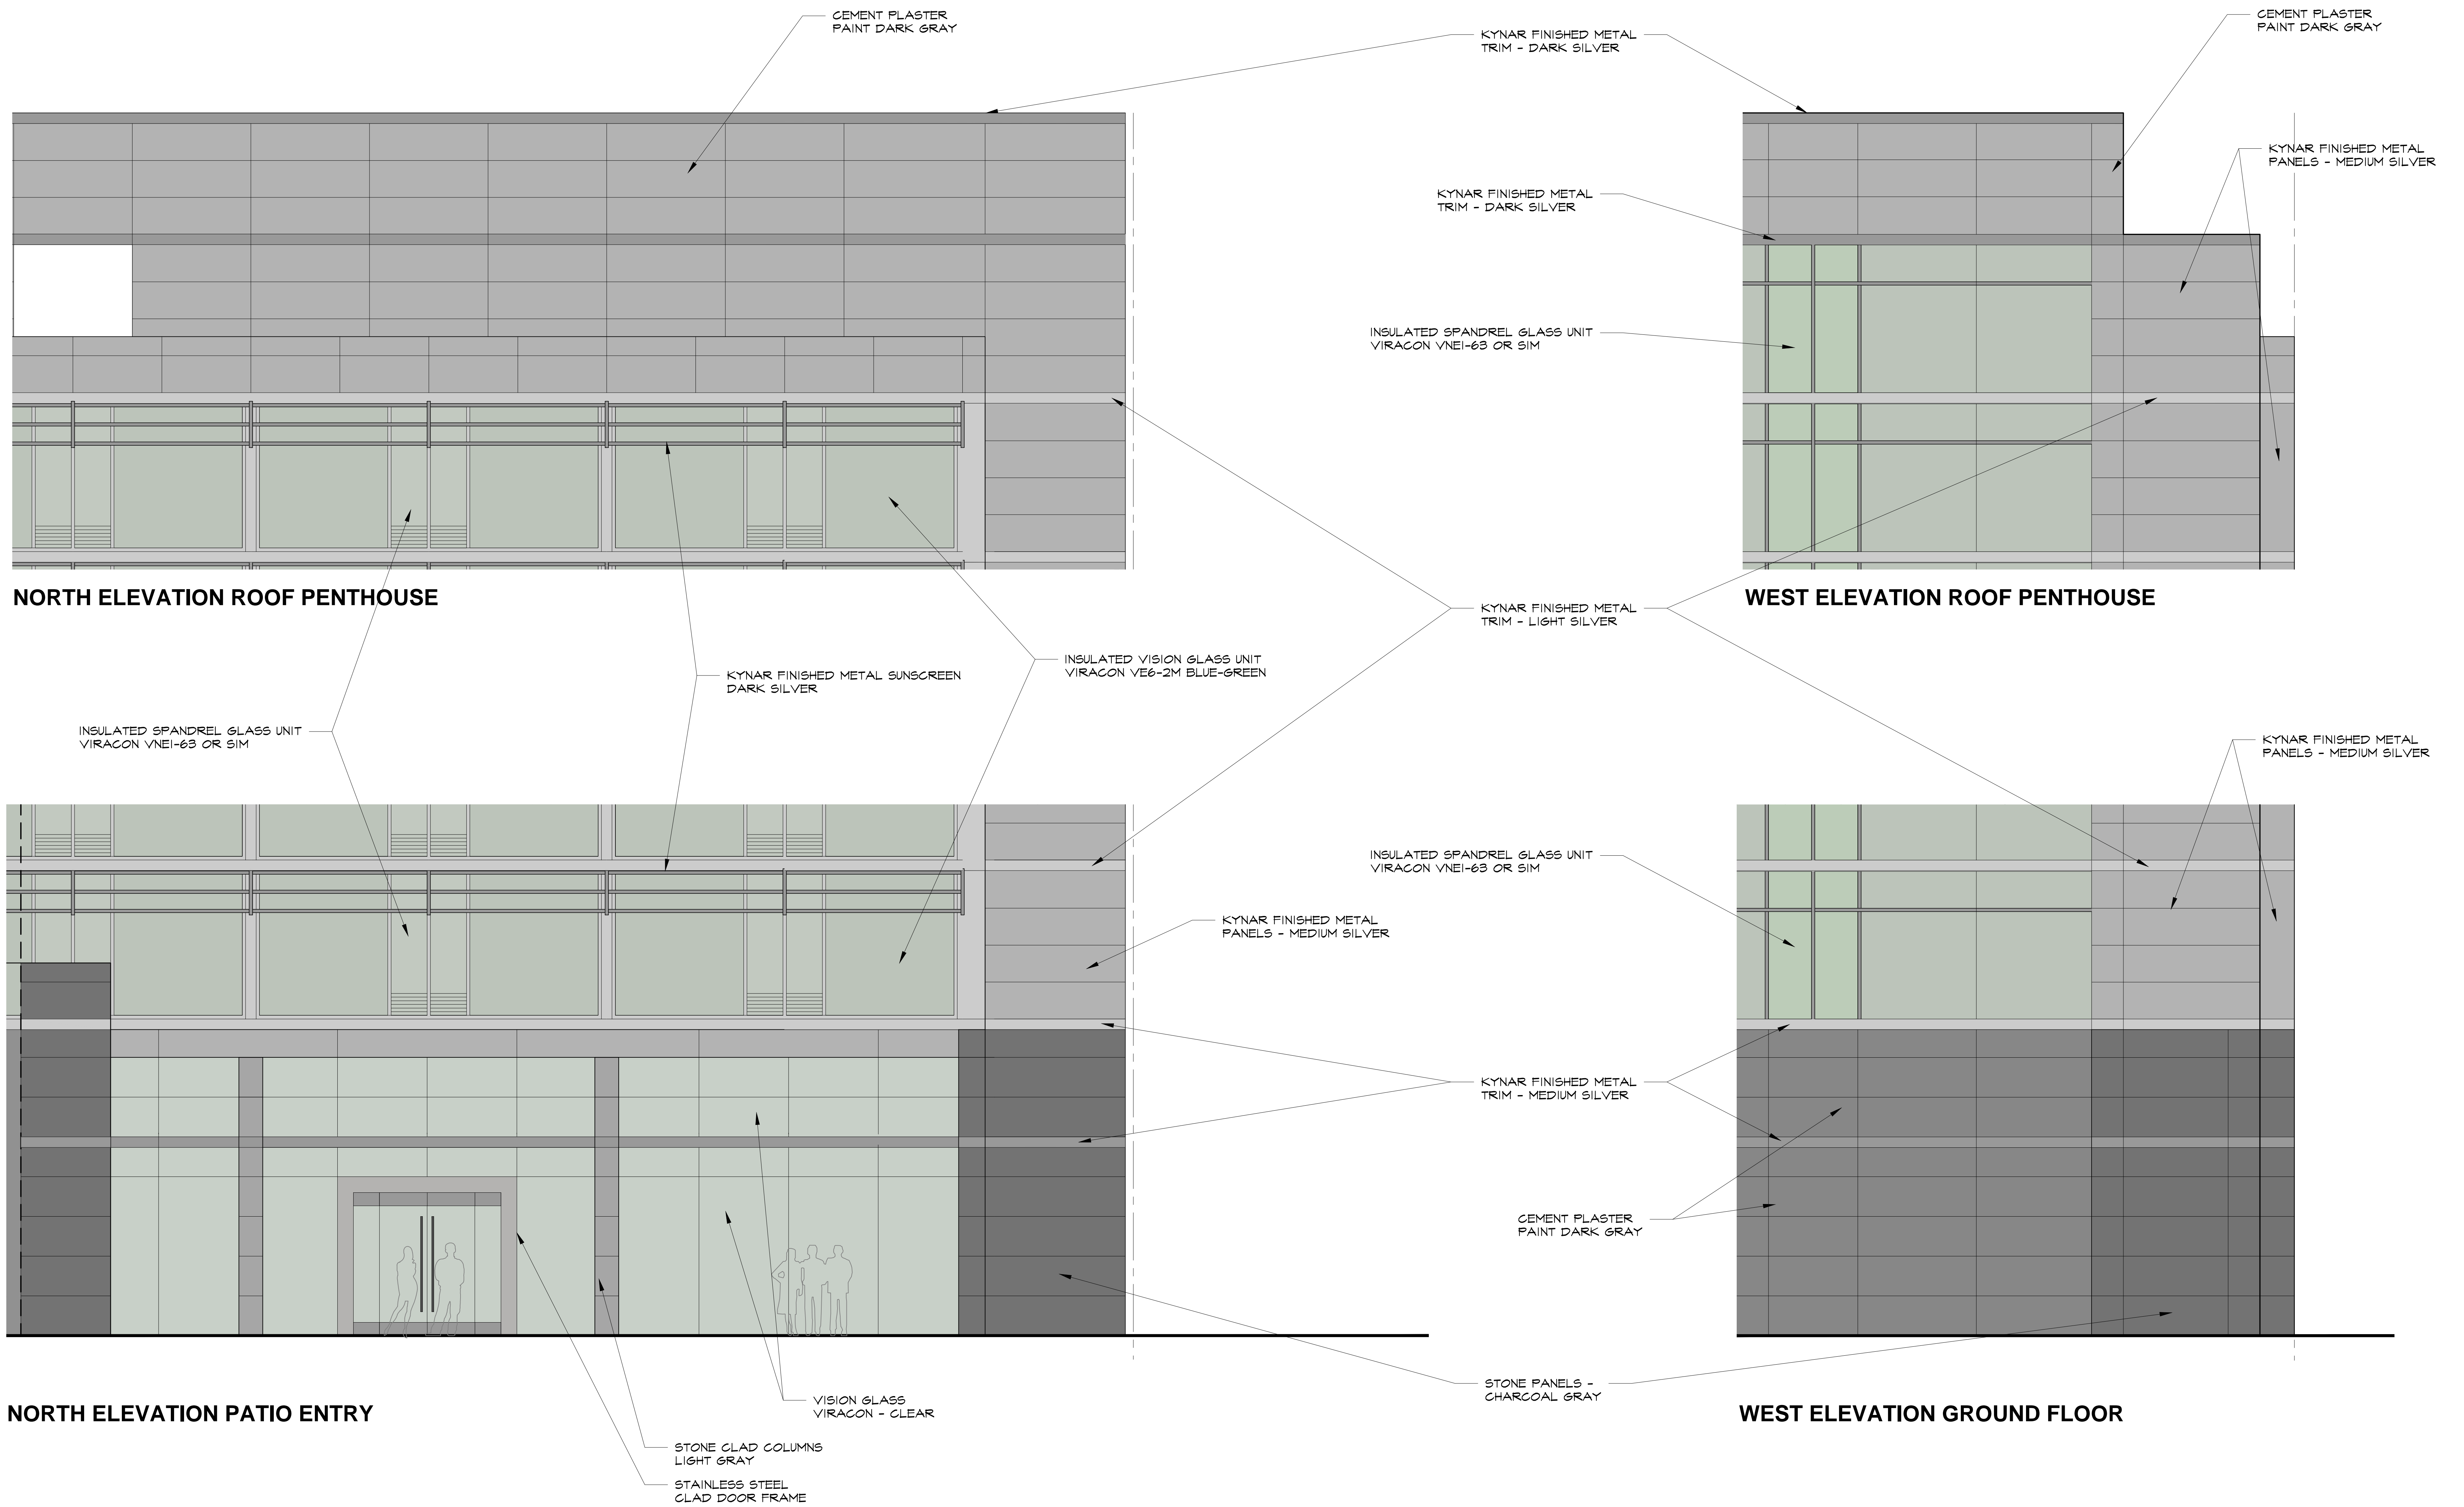 CEMENT PLASTER
PAINT DARK GRAY
KYNAR FINISHED METAL
TRIM - DARK SILVER
CEMENT PLASTER
PAINT DARK GRAY
KYNAR FINISHED METAL
PANELS - MEDIUM SILVER
KYNAR FINISHED METAL
TRIM - DARK SILVER
INSULATED SPANDREL GLASS UNIT
VIRACON VNE1-63 OR SIM
NORTH ELEVATION ROOF PENTHOUSE
WEST ELEVATION ROOF PENTHOUSE
KYNAR FINISHED METAL
TRIM - LIGHT SILVER
INSULATED VISION GLASS UNIT
VIRACON VE6-2M BLUE-GREEN
KYNAR FINISHED METAL SUNSCREEN
DARK SILVER
INSULATED SPANDREL GLASS UNIT
VIRACON VNE1-63 OR SIM
KYNAR FINISHED METAL
PANELS - MEDIUM SILVER
INSULATED SPANDREL GLASS UNIT
VIRACON VNE1-63 OR SIM
KYNAR FINISHED METAL
PANELS - MEDIUM SILVER
KYNAR FINISHED METAL
TRIM - MEDIUM SILVER
CEMENT PLASTER
PAINT DARK GRAY
STONE PANELS -
CHARCOAL GRAY
VISION GLASS
VIRACON - CLEAR
NORTH ELEVATION PATIO ENTRY
WEST ELEVATION GROUND FLOOR
STONE CLAD COLUMNS
LIGHT GRAY
STAINLESS STEEL
CLAD DOOR FRAME